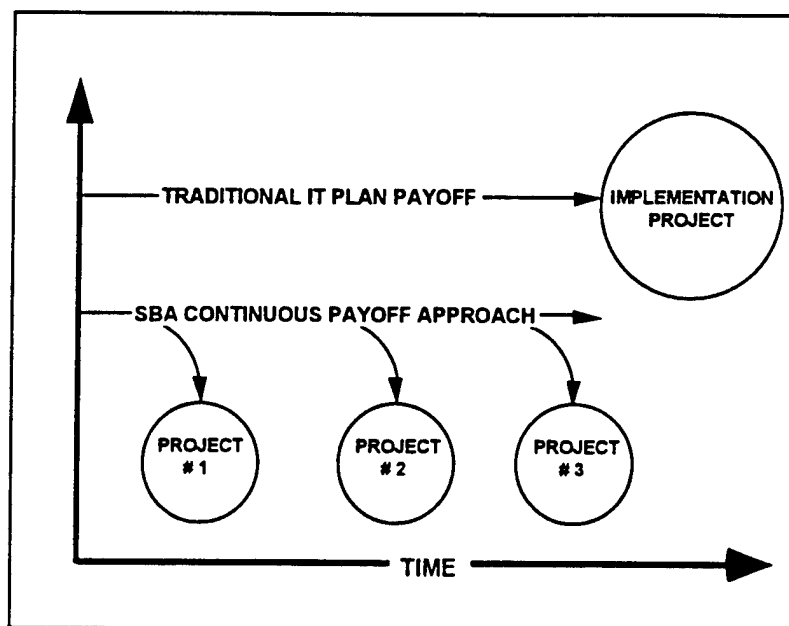 TRADITIONAL IT PLAN PAYOFF
IMPLEMENTATION
PROJECT
SBA CONTINUOUS PAYOFF APPROACH
PROJECT
# 1
PROJECT
# 2
PROJECT
# 3
TIME